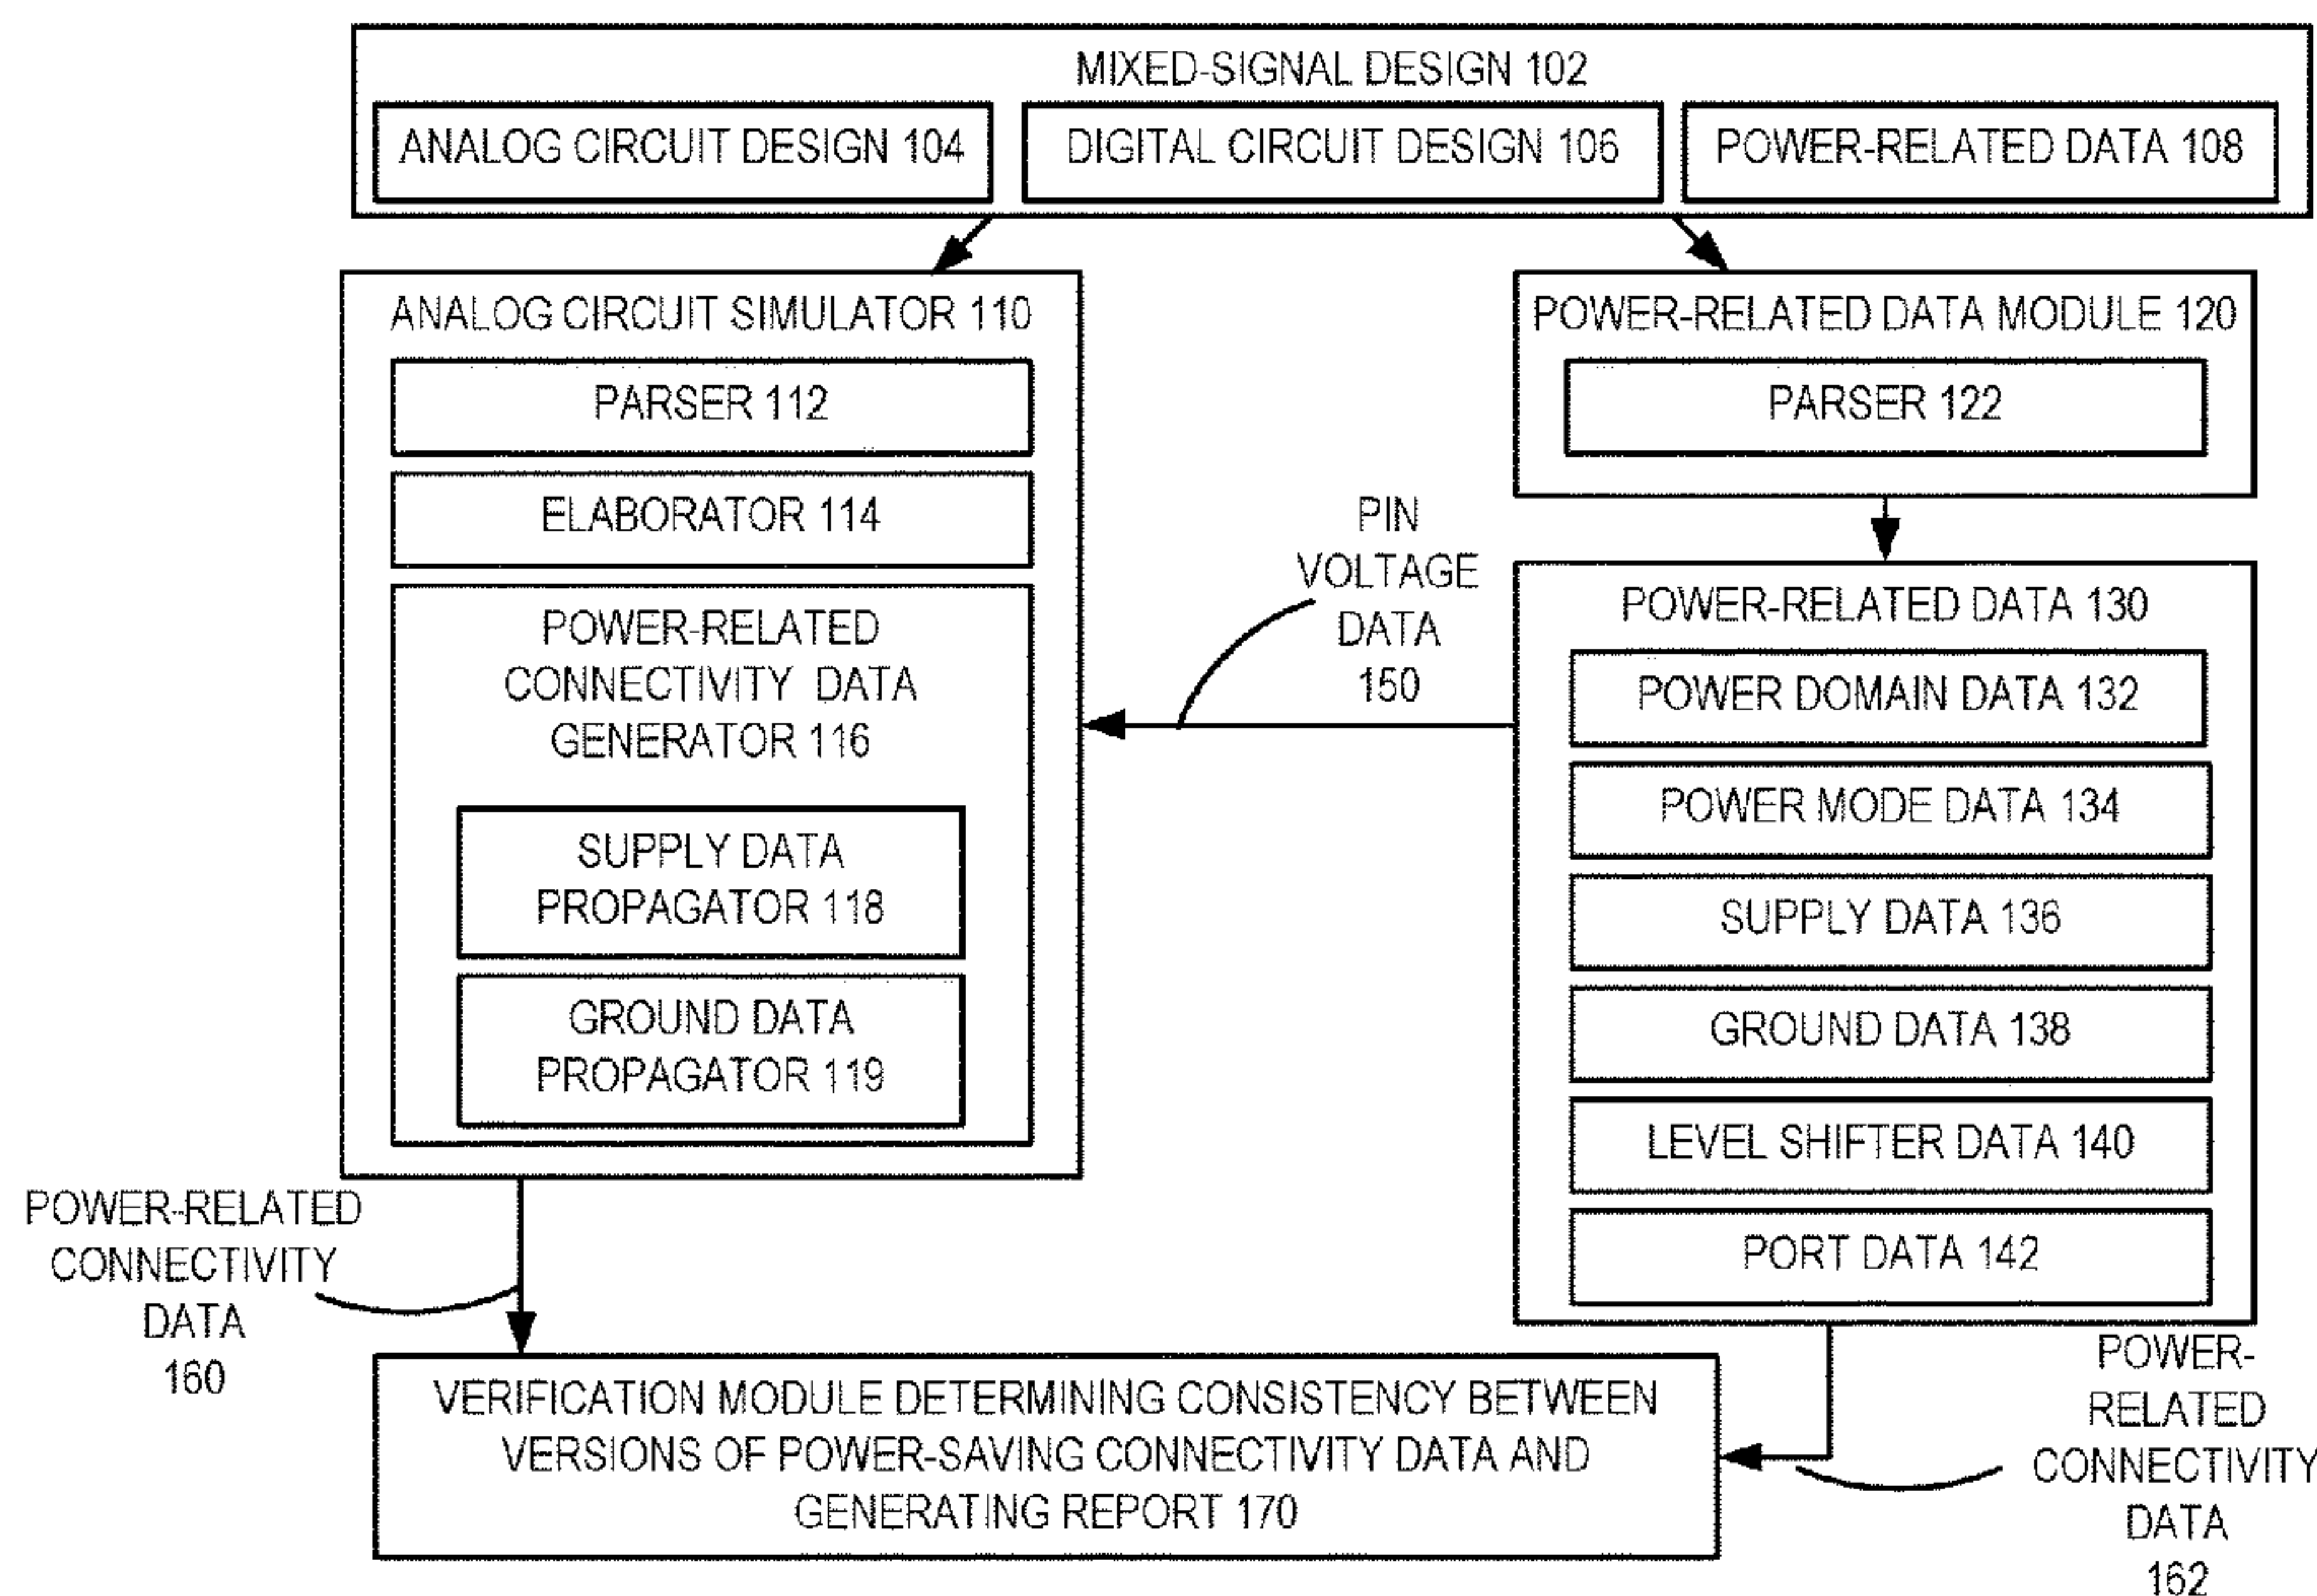 MIXED-SIGNAL DESIGN 102
ANALOG CIRCUIT DESIGN 104
DIGITAL CIRCUIT DESIGN 106
POWER-RELATED DATA 108
ANALOG CIRCUIT SIMULATOR 110
PARSER 112
ELABORATOR 114
POWER-RELATED
CONNECTIVITY DATA
GENERATOR 116
SUPPLY DATA
PROPAGATOR 118
GROUND DATA
PROPAGATOR 119
PIN
VOLTAGE
DATA
150
POWER-RELATED DATA MODULE 120
PARSER 122
POWER-RELATED DATA 130
POWER DOMAIN DATA 132
POWER MODE DATA 134
SUPPLY DATA 136
GROUND DATA 138
LEVEL SHIFTER DATA 140
PORT DATA 142
POWER-RELATED
CONNECTIVITY
DATA
160
VERIFICATION MODULE DETERMINING CONSISTENCY BETWEEN
VERSIONS OF POWER-SAVING CONNECTIVITY DATA AND
GENERATING REPORT 170
POWER-
RELATED
CONNECTIVITY
DATA
162